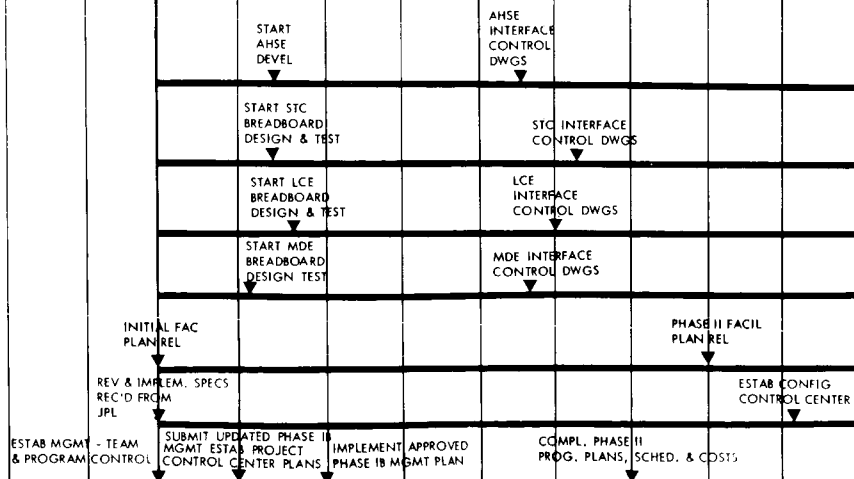 START
AHSE
DEVEL
AHSE
INTERFACE
CONTROL
DWGS
START STC
BREADBOARD
DESIGN & TEST
STC INTERFACE
CONTROL DWGS
START LCE
BREADBOARD
DESIGN & TEST
LCE
INTERFACE
CONTROL DWGS
START MDE
BREADBOARD
DESIGN TEST
MDE INTERFACE
CONTROL DWGS
INITIAL FAC
PLAN REL
PHASE II FACIL
PLAN REL
REV & IMPLEM. SPECS
REC'D FROM
JPL
ESTAB CONFIG
CONTROL CENTER
ESTAB MGMT - TEAM
& PROGRAM CONTROL
SUBMIT UPDATED PHASE IB
MGMT ESTAB PROJECT
CONTROL CENTER PLANS
IMPLEMENT APPROVED
PHASE IB MGMT PLAN
COMPL. PHASE II
PROG. PLANS, SCHED. & COSTS